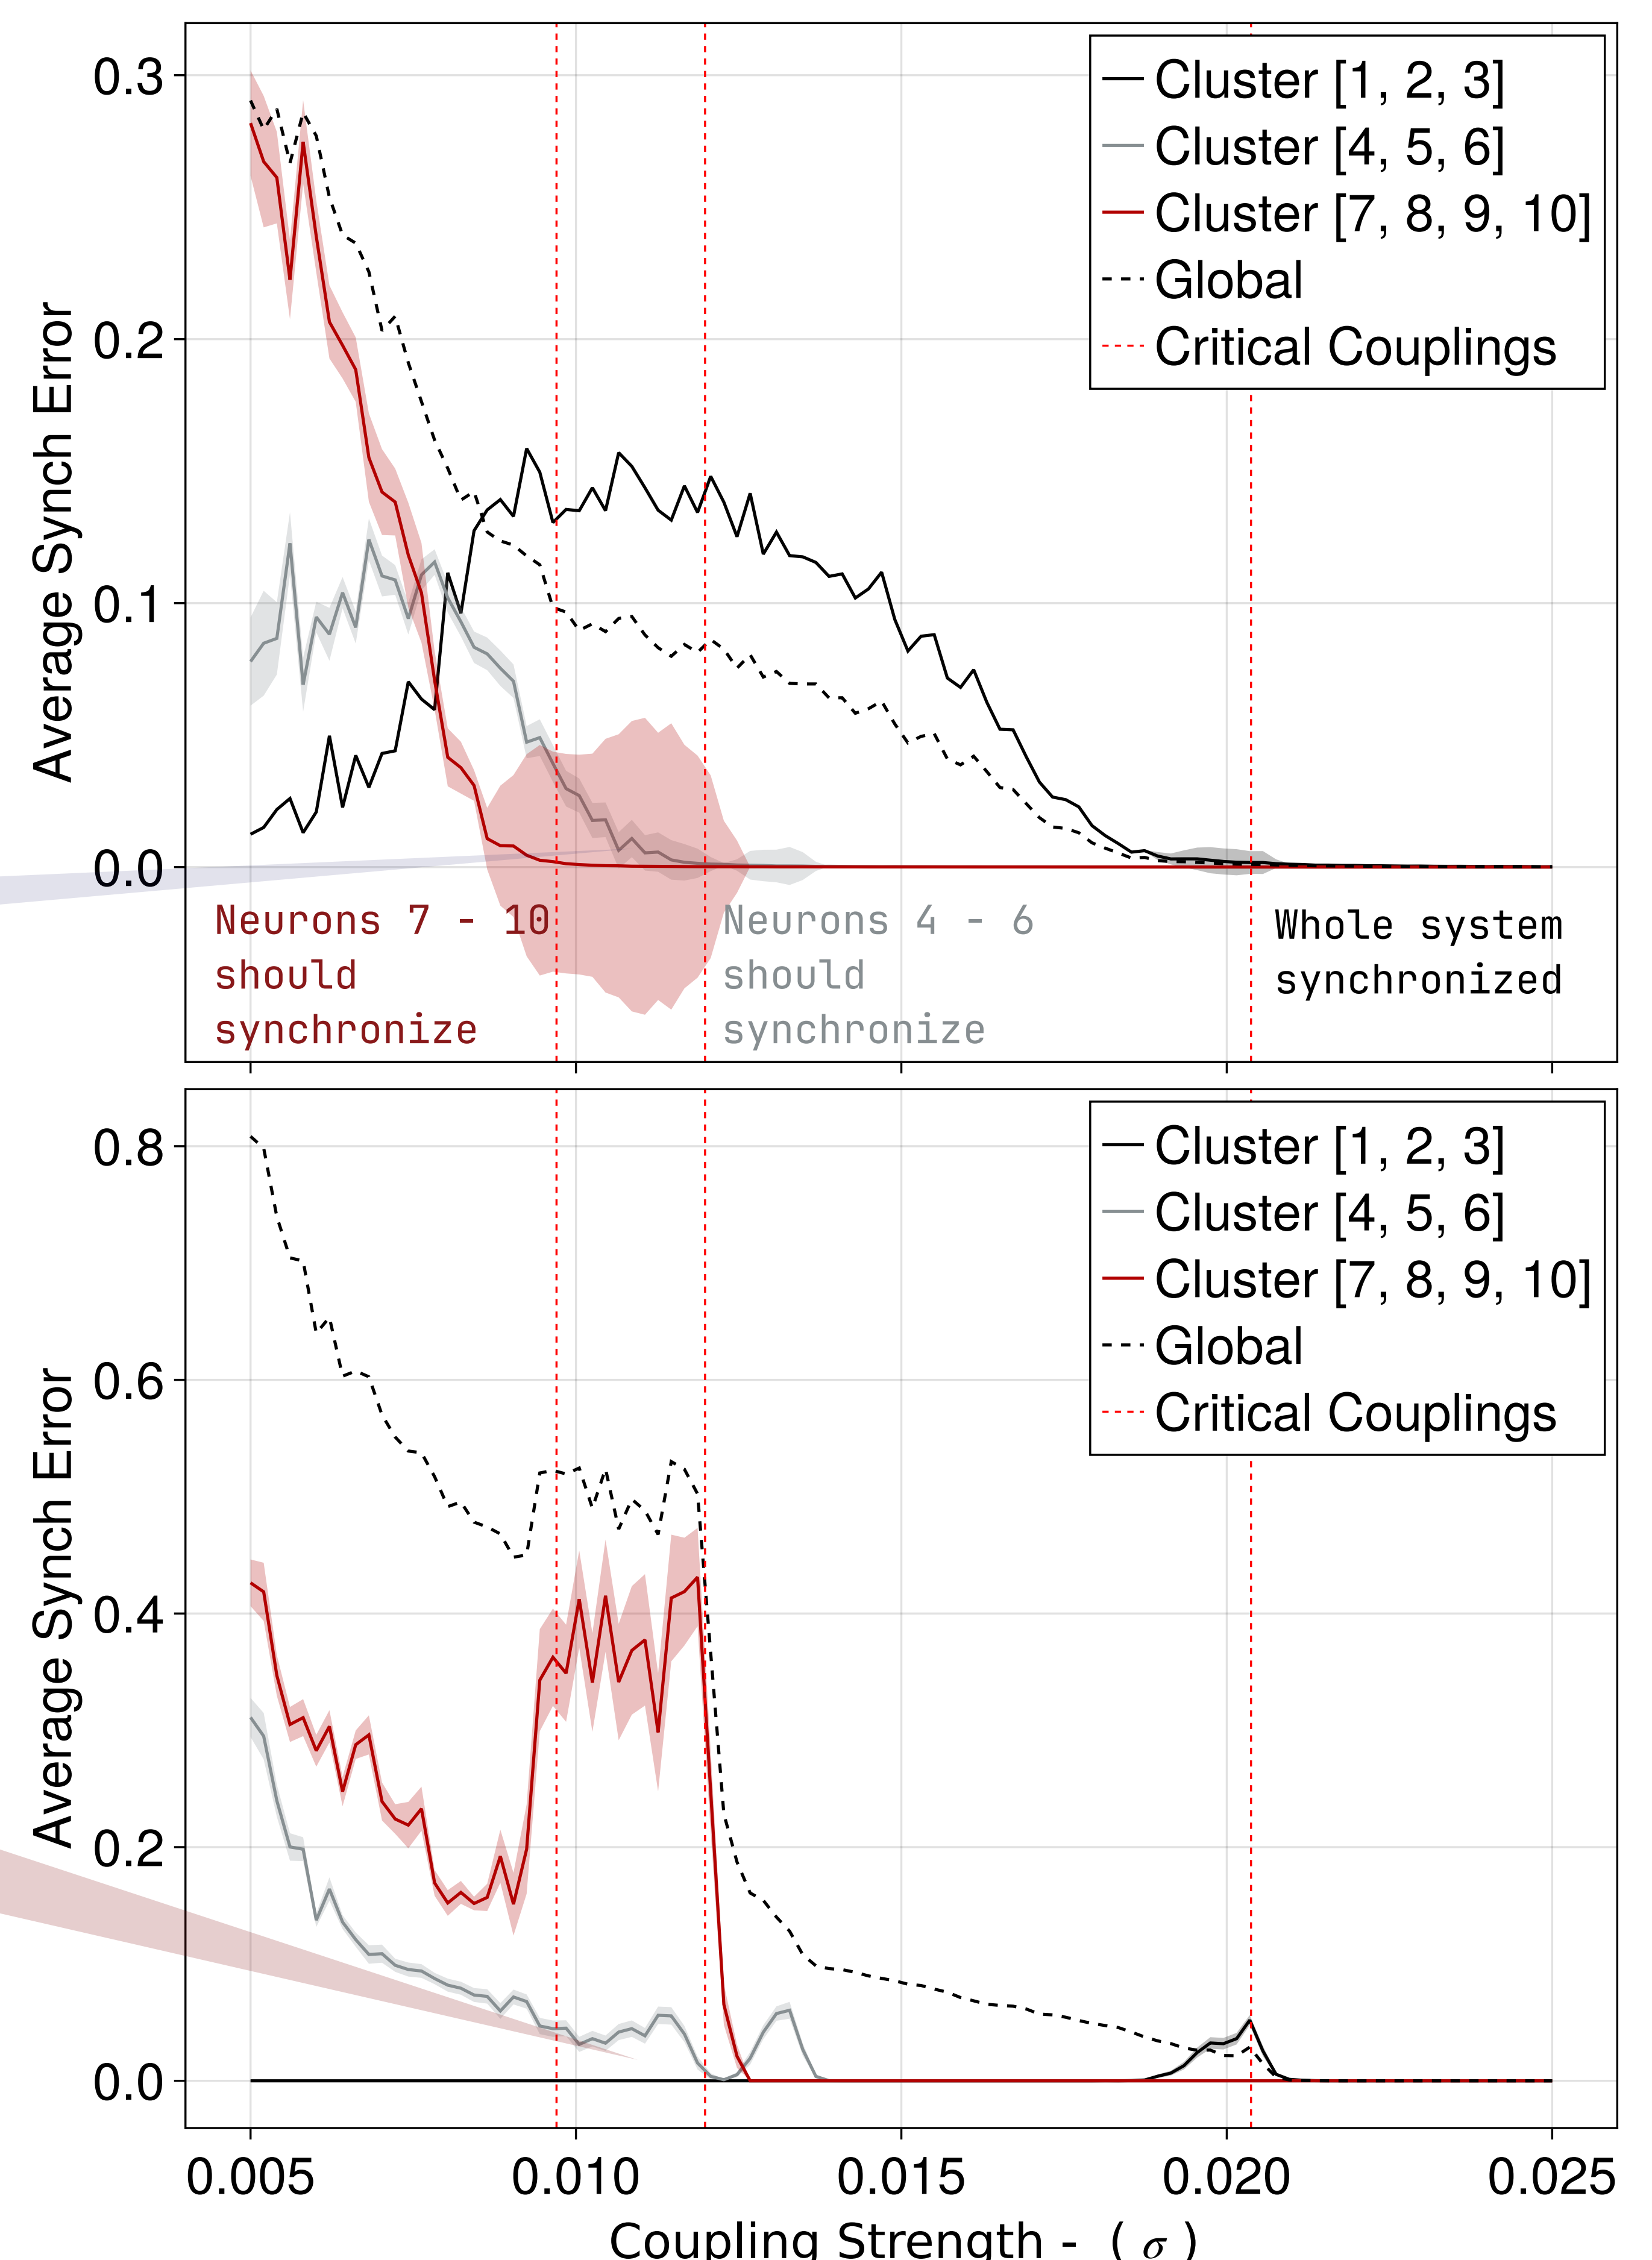 0.3
0.2
0.1
0.0
Average Synch Error
Cluster [1, 2, 3]
Cluster [4, 5, 6]
Cluster [7, 8, 9, 10]
Global
Critical Couplings
Neurons 7 - 10
should
synchronize
Neurons 4 - 6
should
synchronize
Whole system
synchronized
0.8
0.6
0.4
0.2
0.0
Average Synch Error
Cluster [1, 2, 3]
Cluster [4, 5, 6]
Cluster [7, 8, 9, 10]
Global
Critical Couplings
0.005 0.010 0.015 0.020 0.025
Coupling Strength - ( σ )